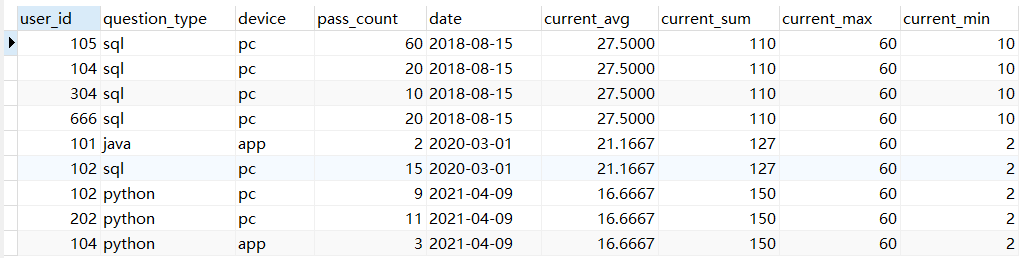 user_id question_type device pass_count date current_avg current_sum current_max current_min
105 sql pc 60 2018-08-15 27.5000 110 60 10
104 sql pc 20 2018-08-15 27.5000 110 60 10
304 sql pc 10 2018-08-15 27.5000 110 60 10
666 sql pc 20 2018-08-15 27.5000 110 60 10
101 java app 2 2020-03-01 21.1667 127 60 2
102 sql pc 15 2020-03-01 21.1667 127 60 2
102 python pc 9 2021-04-09 16.6667 150 60 2
202 python pc 11 2021-04-09 16.6667 150 60 2
104 python app 3 2021-04-09 16.6667 150 60 2